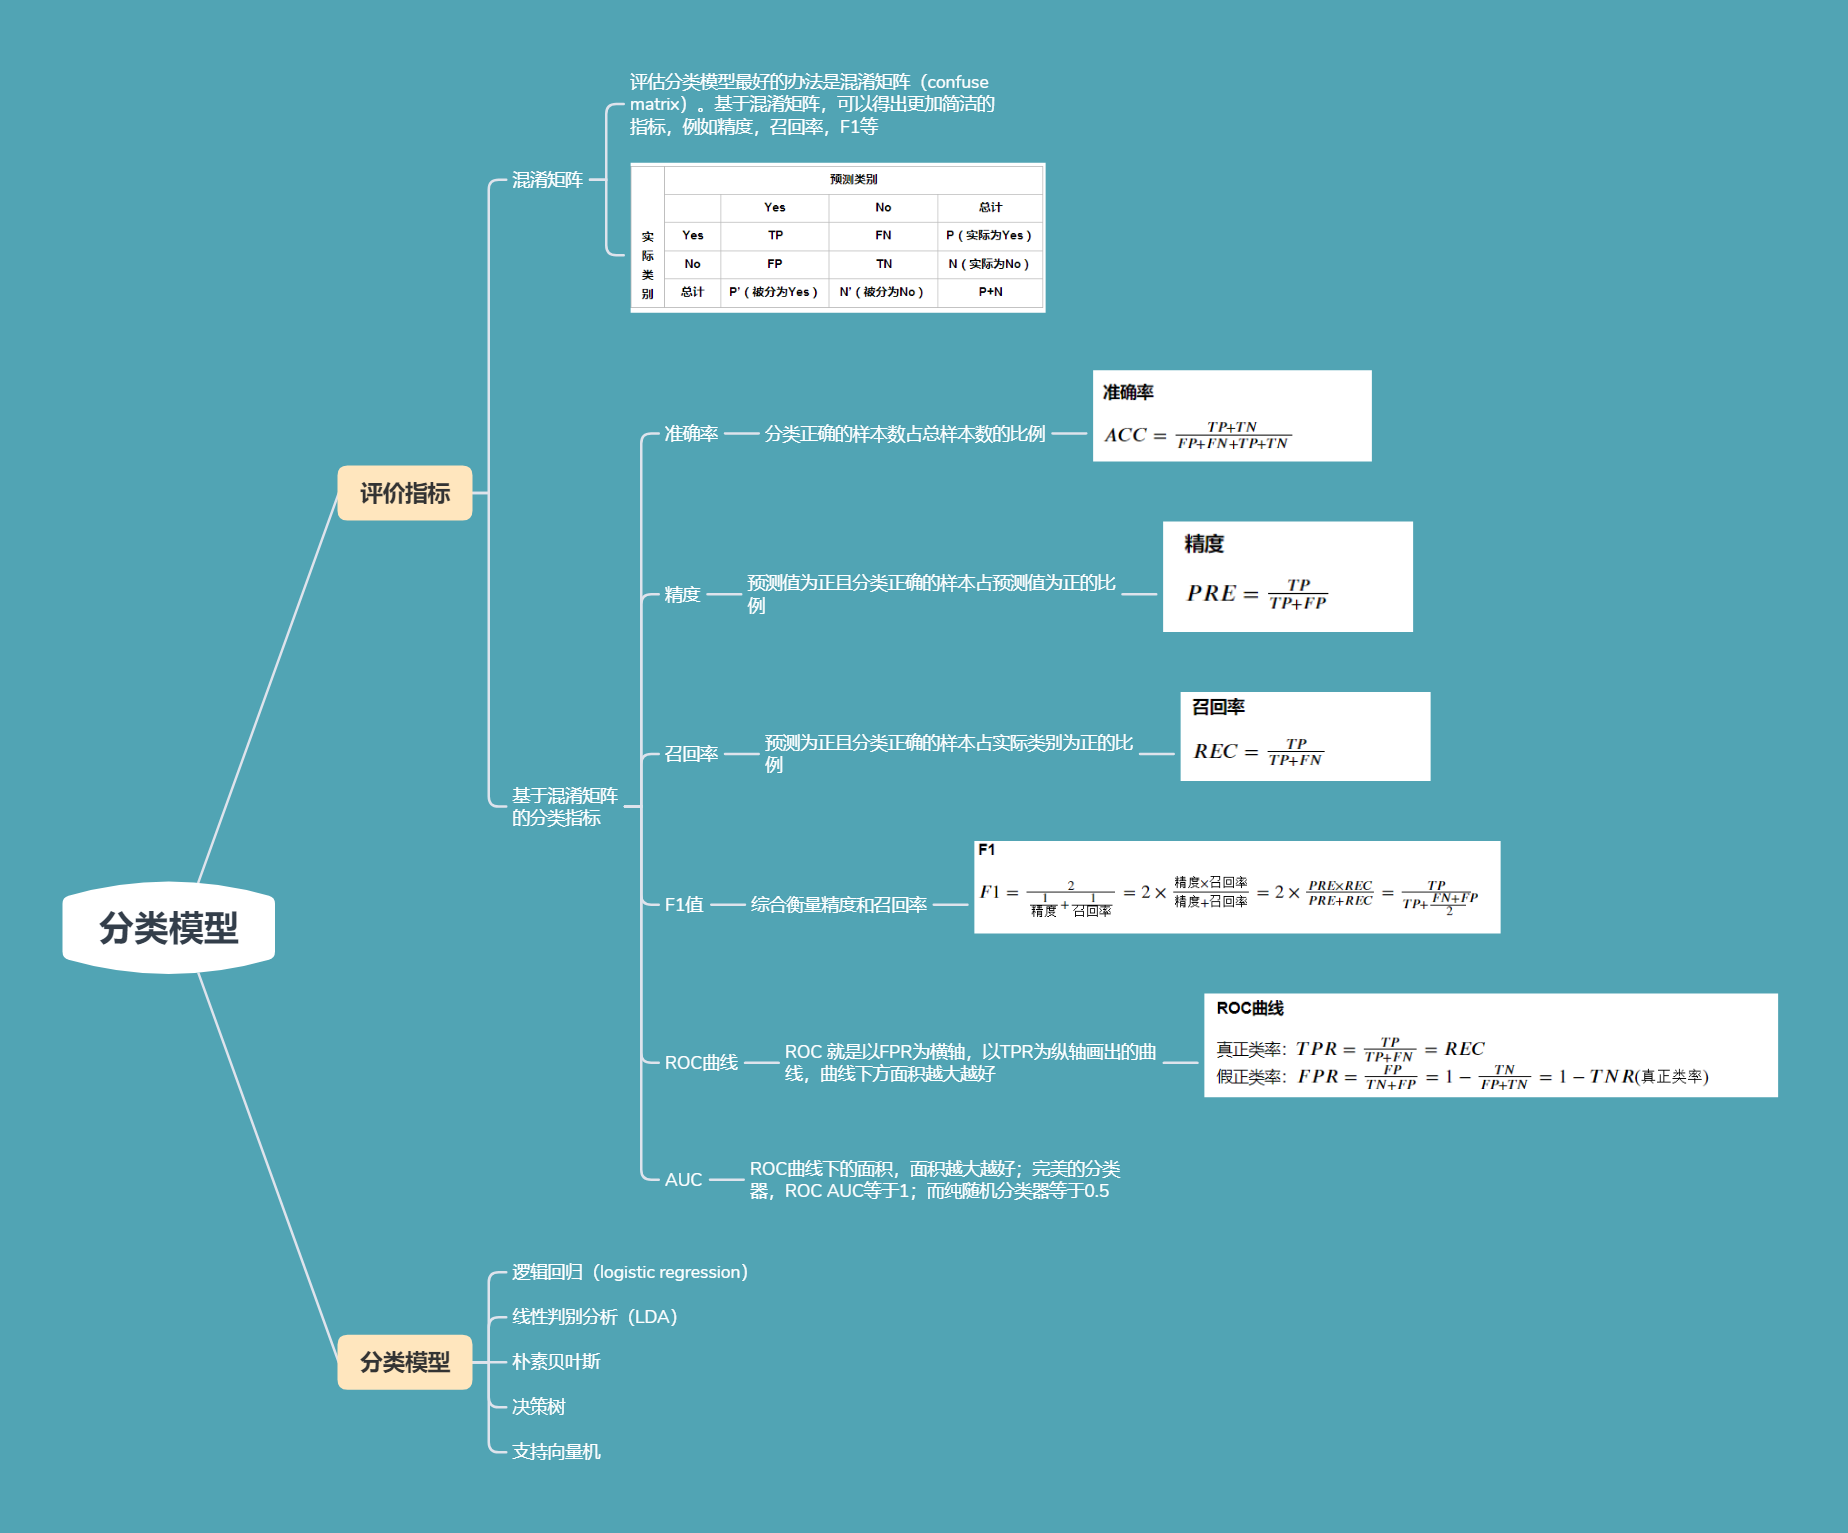 分类模型
评价指标
混淆矩阵
评估分类模型最好的办法是混淆矩阵（confuse
matrix）。基于混淆矩阵，可以得出更加简洁的
指标，例如精度，召回率，F1等
预测类别
Yes No 总计
实际类别
Yes TP FN P（实际为Yes）
No FP TN N（实际为No）
总计 P'（被分为Yes） N'（被分为No） P+N
基于混淆矩阵
的分类指标
准确率
分类正确的样本数占总样本数的比例
准确率
ACC = \frac{TP+TN}{FP+FN+TP+TN}
精度
预测值为正且分类正确的样本占预测值为正的比
例
精度
PRE = \frac{TP}{TP+FP}
召回率
预测为正且分类正确的样本占实际类别为正的比
例
召回率
REC = \frac{TP}{TP+FN}
F1值
综合衡量精度和召回率
F1
F1 = \frac{2}{\frac{1}{精度}+\frac{1}{召回率}} = 2 × \frac{精度×召回率}{精度+召回率} = 2 × \frac{PRE×REC}{PRE+REC} = \frac{TP}{TP+\frac{FN+FP}{2}}
ROC曲线
ROC 就是以FPR为横轴，以TPR为纵轴画出的曲
线，曲线下方面积越大越好
ROC曲线
真正类率：TPR = \frac{TP}{TP+FN} = REC
假正类率：FPR = \frac{FP}{TN+FP} = 1 − \frac{TN}{FP+TN} = 1 − TNR(真正类率)
AUC
ROC曲线下的面积，面积越大越好；完美的分类
器，ROC AUC等于1；而纯随机分类器等于0.5
分类模型
逻辑回归（logistic regression）
线性判别分析（LDA）
朴素贝叶斯
决策树
支持向量机